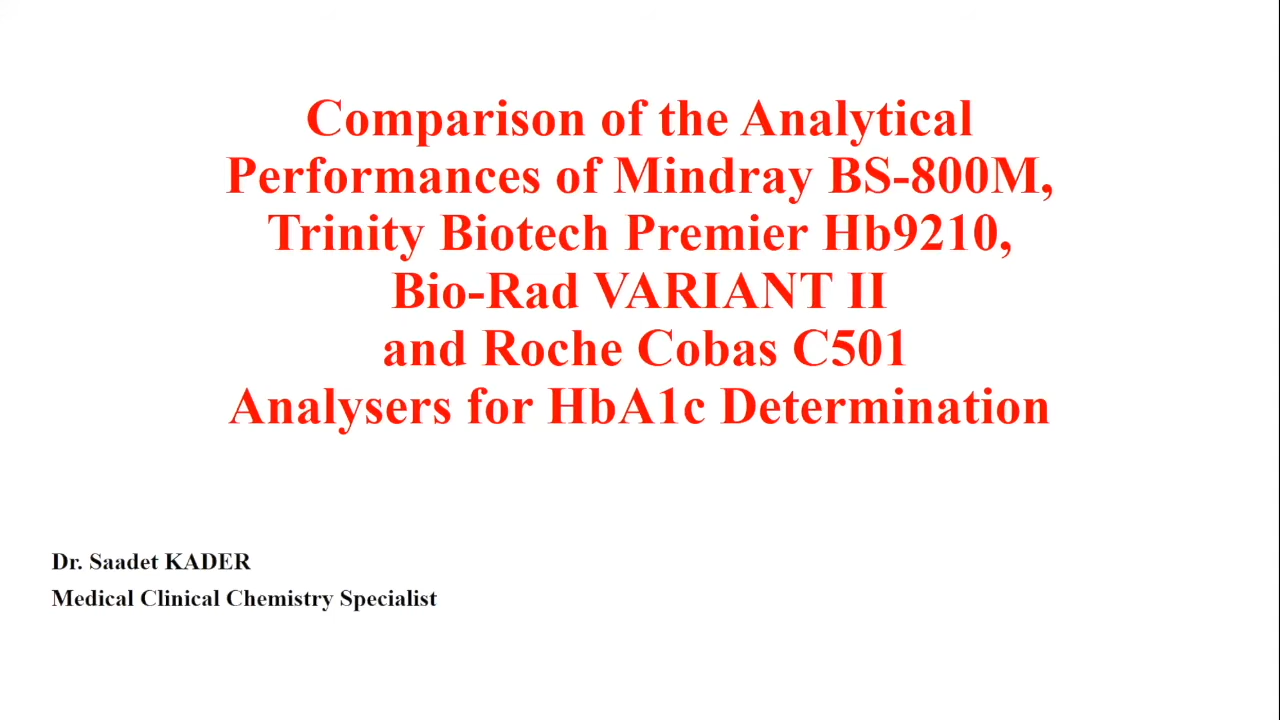 Comparison of the Analytical
Performances of Mindray BS-800M,
Trinity Biotech Premier Hb9210,
Bio-Rad VARIANT II
and Roche Cobas C501
Analysers for HbA1c Determination
Dr. Saadet KADER
Medical Clinical Chemistry Specialist